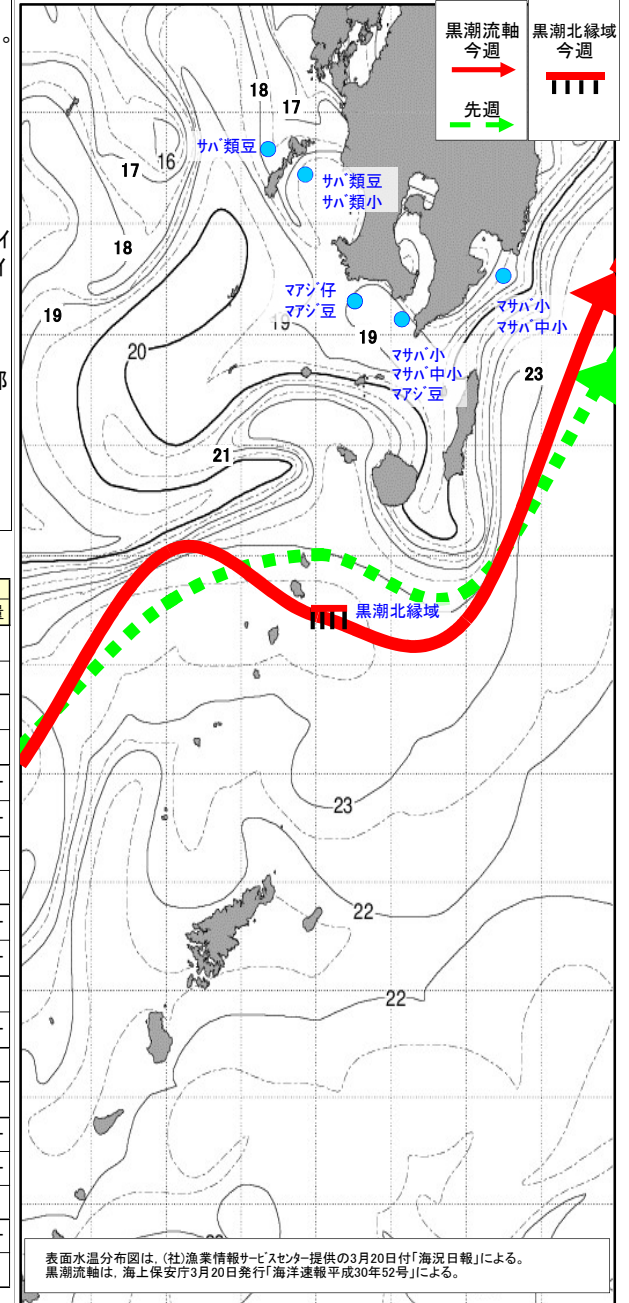 黒潮流軸
今週
先週
黒潮北縁域
今週
。
18
17
サバ類豆
17
16
サバ類豆
サバ類小
イ
イ
18
マアジ仔
マアジ豆
19
19
19
マサバ小
マサバ中小
20
マサバ小
マサバ中小
マアジ豆
部
23
21
黒潮北縁域
量
23
22
22
表面水温分布図は, (社)漁業情報サービスセンター提供の3月20日付「海況日報」による。
黒潮流軸は, 海上保安庁3月20日発行「海洋速報平成30年52号」による。